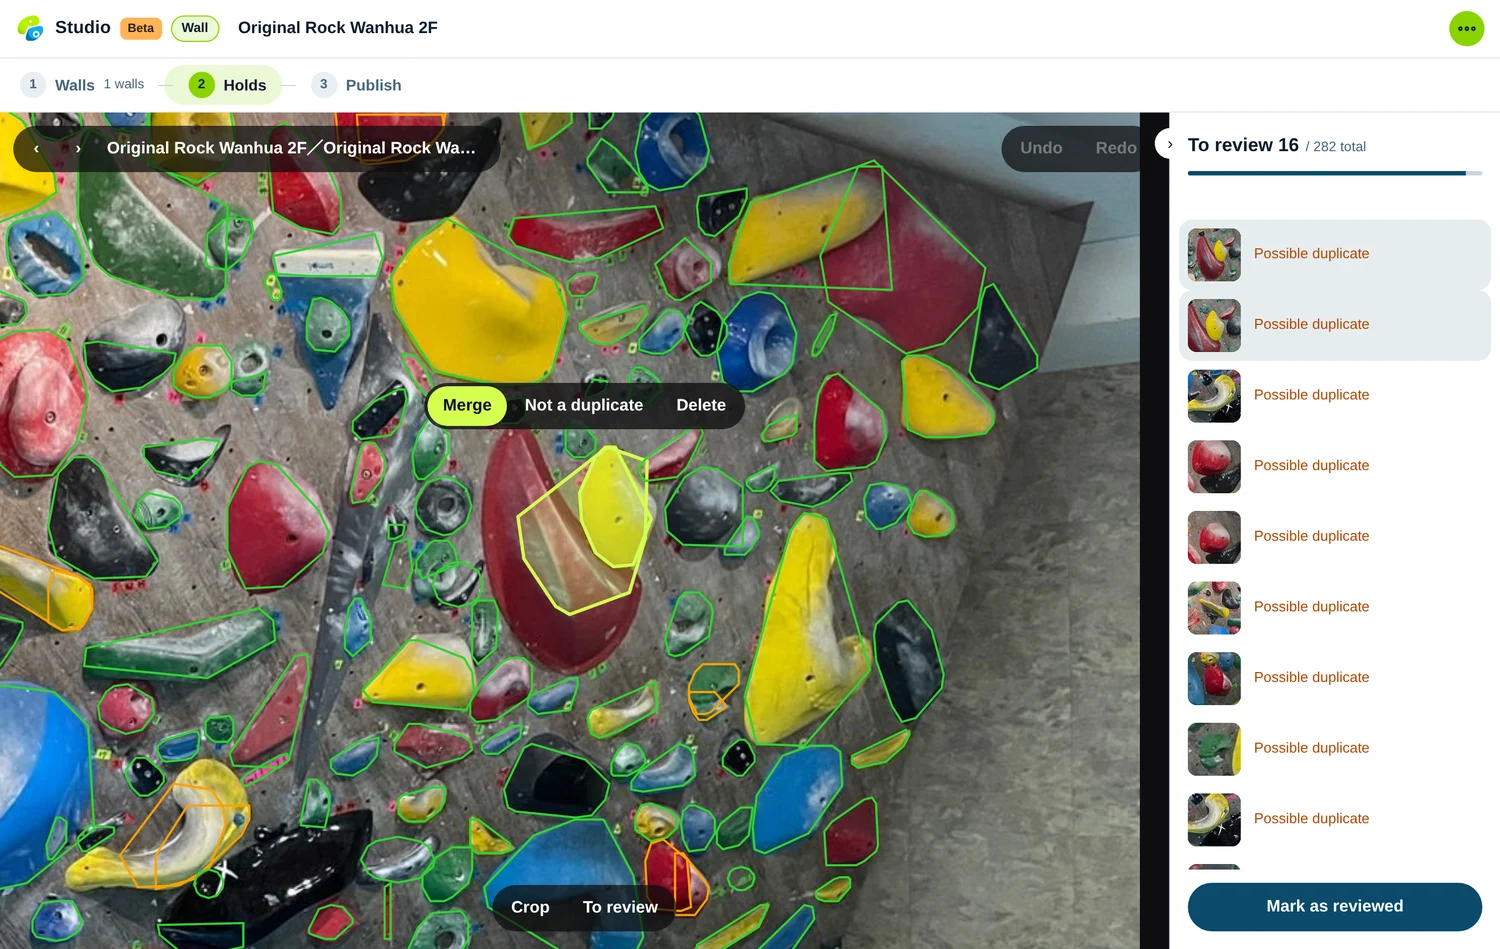 Studio Beta Wall Original Rock Wanhua 2F
1 Walls 1 walls 2 Holds 3 Publish
‹ › Original Rock Wanhua 2F／Original Rock Wa…
Undo Redo
›
To review 16 / 282 total
Possible duplicate
Possible duplicate
Possible duplicate
Merge Not a duplicate Delete
Possible duplicate
Possible duplicate
Possible duplicate
Possible duplicate
Possible duplicate
Possible duplicate
Crop To review
Mark as reviewed